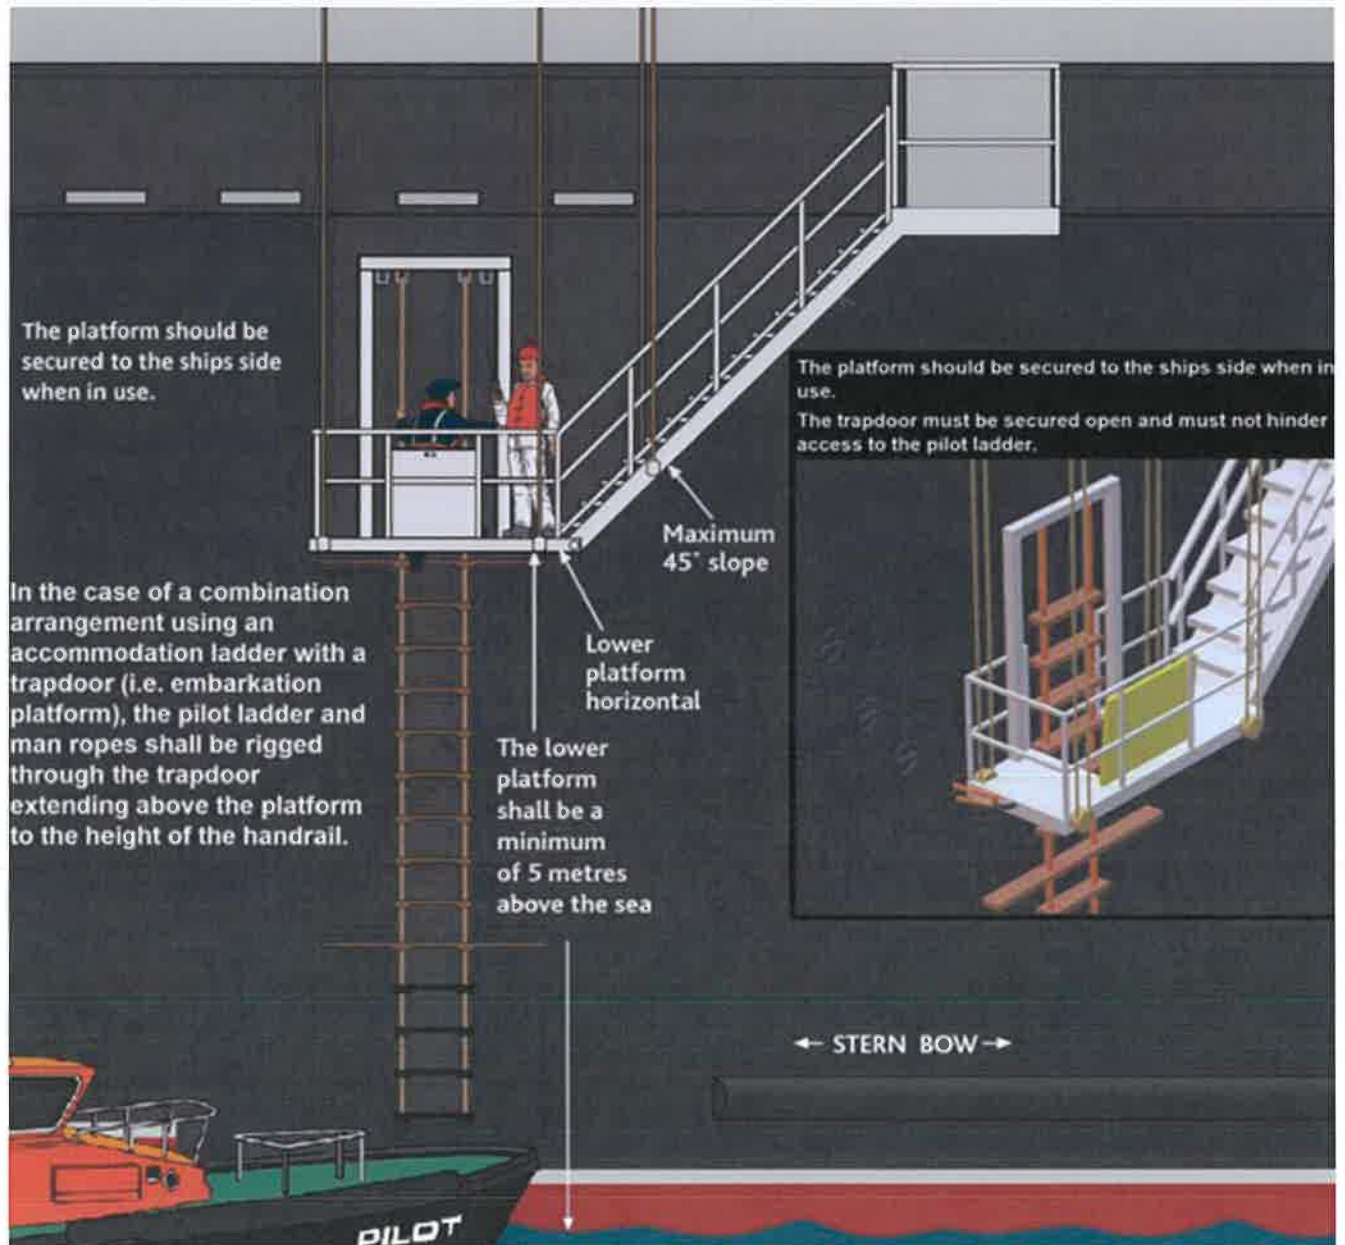 The platform should be
secured to the ships side
when in use.
The platform should be secured to the ships side when in
use.
The trapdoor must be secured open and must not hinder
access to the pilot ladder.
Maximum
45° slope
In the case of a combination
arrangement using an
accommodation ladder with a
trapdoor (i.e. embarkation
platform), the pilot ladder and
man ropes shall be rigged
through the trapdoor
extending above the platform
to the height of the handrail.
Lower
platform
horizontal
The lower
platform
shall be a
minimum
of 5 metres
above the sea
← STERN BOW →
PILOT